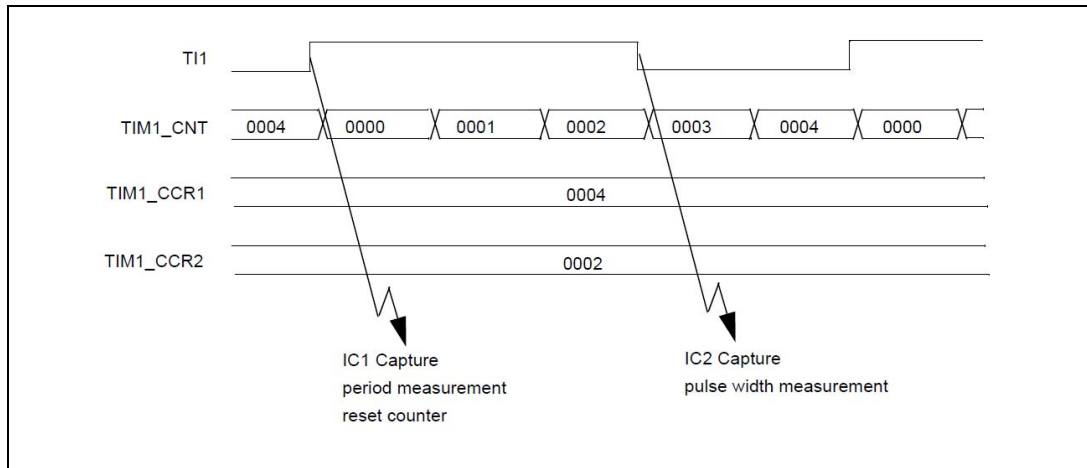 TI1
TIM1_CNT 0004 0000 0001 0002 0003 0004 0000
TIM1_CCR1 0004
TIM1_CCR2 0002
IC1 Capture
period measurement
reset counter
IC2 Capture
pulse width measurement